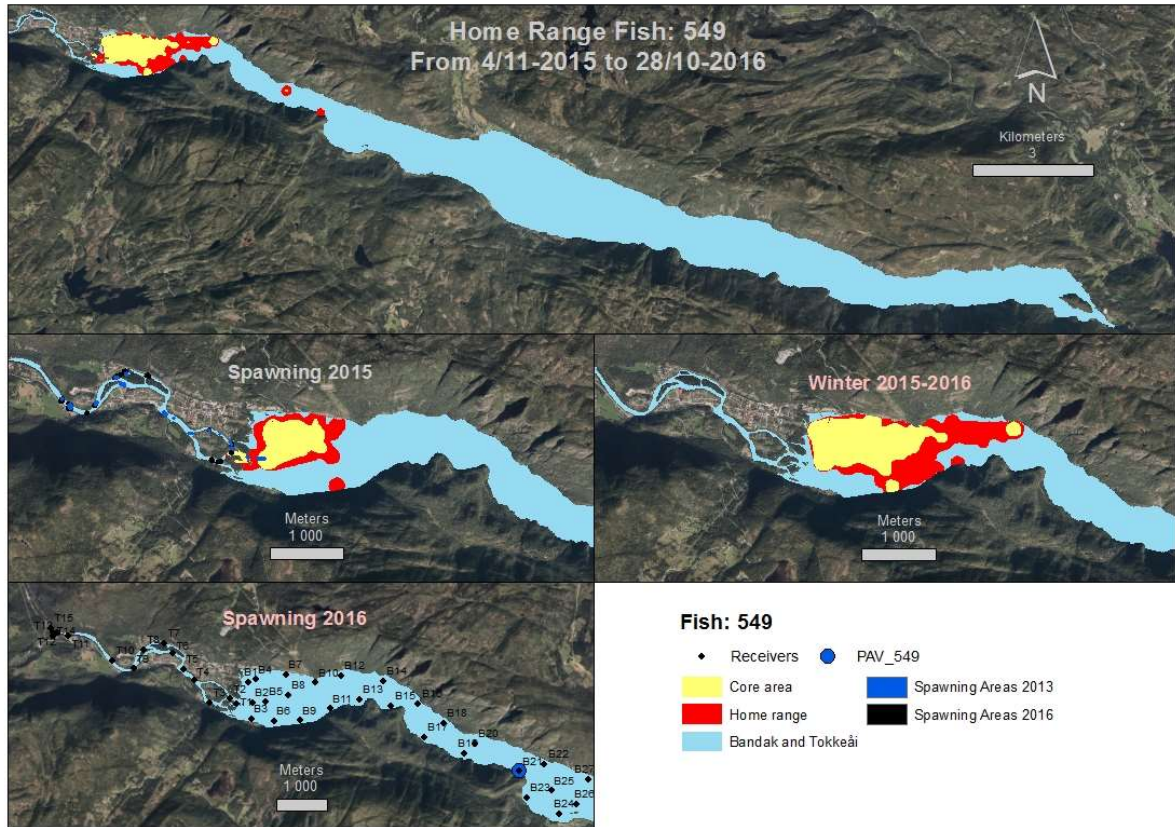 Home Range Fish: 549
From 4/11-2015 to 28/10-2016
N
Kilometers
3
Spawning 2015
Meters
1 000
Winter 2015-2016
Meters
1 000
Spawning 2016
T15
T14
T11
T10
T7
T6
T5
T4
T3
T2
T1
B1
B4
B7
B10
B12
B14
B2
B5
B8
B3
B6
B9
B11
B13
B15
B17
B18
B20
B21
B22
B23
B24
B25
B26
B27
Meters
1 000
Fish: 549
Receivers
PAV_549
Core area
Spawning Areas 2013
Home range
Spawning Areas 2016
Bandak and Tokkeåi